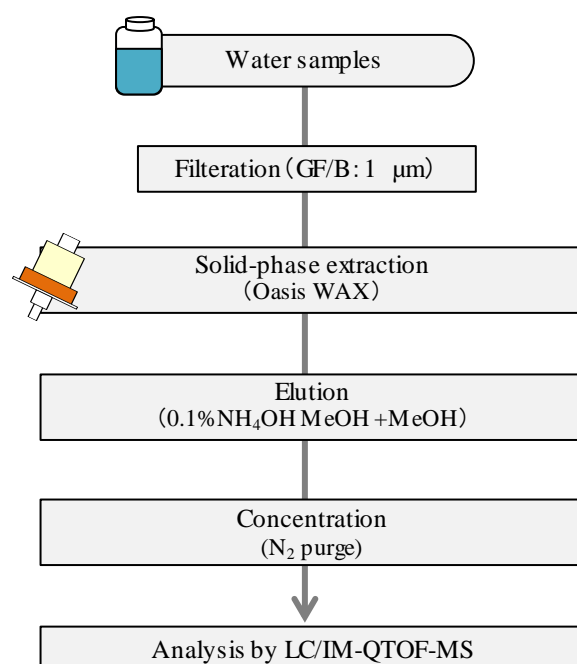 Water samples
Filteration（GF/B：1 μm）
Solid-phase extraction
（Oasis WAX）
Elution
（0.1%NH₄OH MeOH+MeOH）
Concentration
(N₂ purge)
Analysis by LC/IM-QTOF-MS